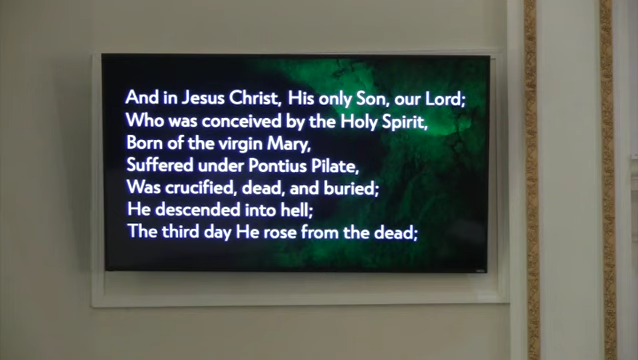 And in Jesus Christ, His only Son, our Lord;
Who was conceived by the Holy Spirit,
Born of the virgin Mary,
Suffered under Pontius Pilate,
Was crucified, dead, and buried;
He descended into hell;
The third day He rose from the dead;